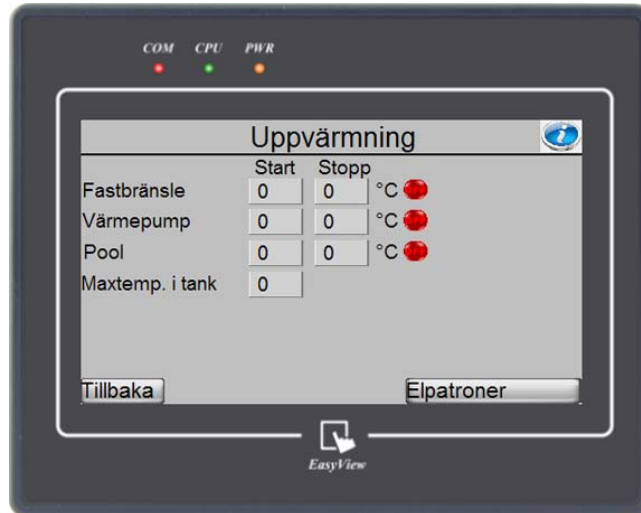 COM CPU PWR
Uppvärmning
Start Stopp
Fastbränsle 0 0 °C
Värmepump 0 0 °C
Pool 0 0 °C
Maxtemp. i tank 0
Tillbaka Elpatroner
EasyView